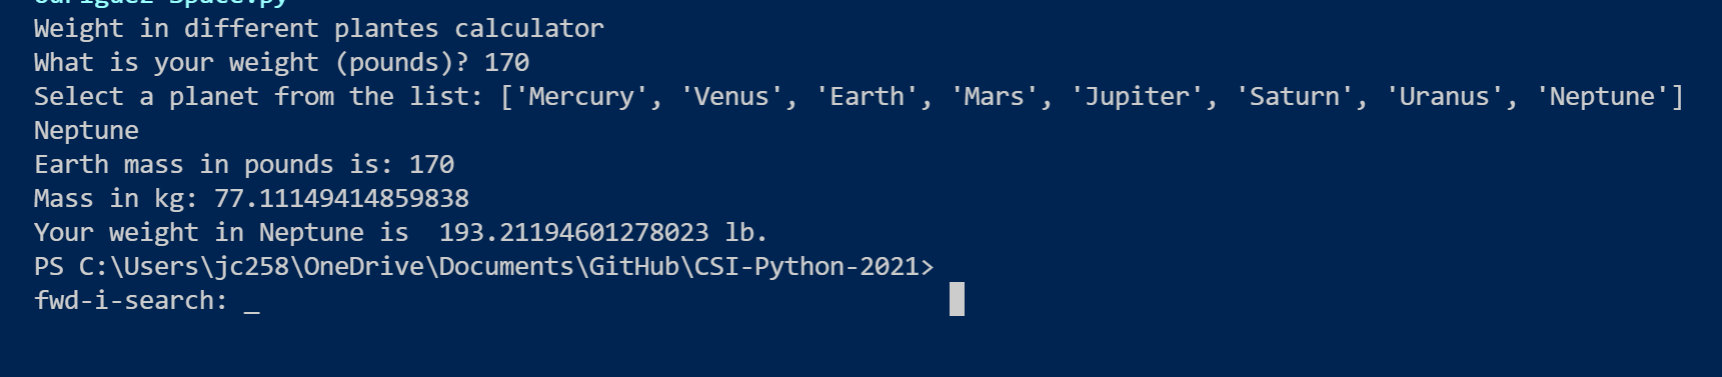 Weight in different plantes calculator
What is your weight (pounds)? 170
Select a planet from the list: ['Mercury', 'Venus', 'Earth', 'Mars', 'Jupiter', 'Saturn', 'Uranus', 'Neptune']
Neptune
Earth mass in pounds is: 170
Mass in kg: 77.11149414859838
Your weight in Neptune is  193.21194601278023 lb.
PS C:\Users\jc258\OneDrive\Documents\GitHub\CSI-Python-2021>
fwd-i-search: _